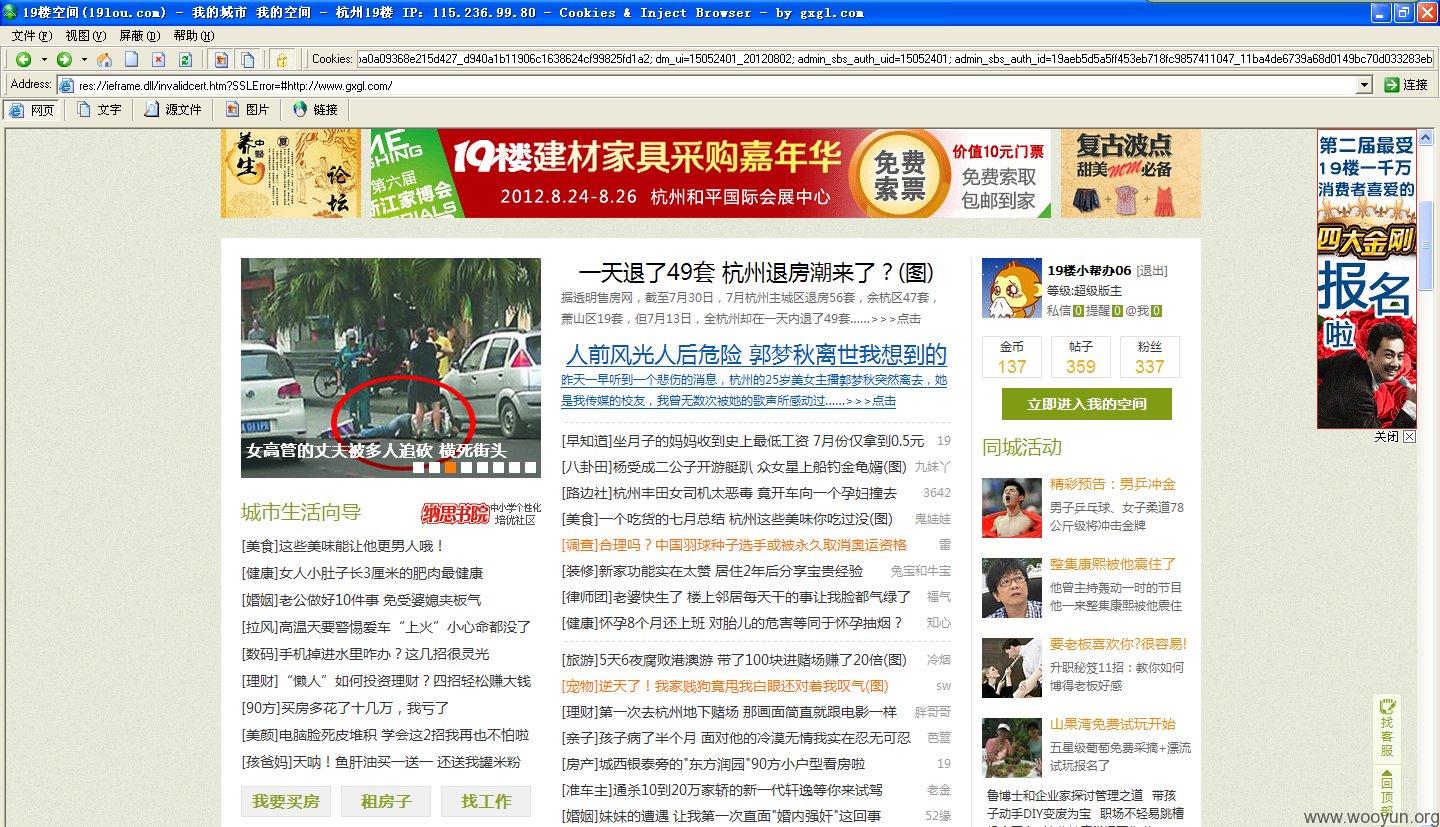 19楼空间(19lou.com) - 我的城市 我的空间 - 杭州19楼 IP: 115.236.99.80 - Cookies & Inject Browser - by gxgl.com
文件(F) 视图(V) 屏蔽(D) 帮助(H)
Cookies: oa0a09368e215d427_d940a1b11906c1638624cf99825fd1a2; dm_ui=15052401_20120802; admin_sbs_auth_uid=15052401; admin_sbs_auth_id=19aeb5d5a5ff453eb718fc9857411047_11ba4de6739a68d0149bc70d033283eb
Address: res://ieframe.dll/invalidcert.htm?SSLError=#http://www.gxgl.com/ 连接
网页 文字 源文件 图片 链接
养生 中醫 夏 论坛
第六届
浙江家博会
19楼建材家具采购嘉年华
2012.8.24-8.26 杭州和平国际会展中心
免费索票
价值10元门票
免费索取
包邮到家
复古波点
甜美MM必备
第二届最受
19楼一千万
消费者喜爱的
四大金刚
报名
啦
关闭
女高管的丈夫被多人追砍 横死街头
城市生活向导
纳思书院 中小学个性化培优社区
[美食]这些美味能让他更男人哦！
[健康]女人小肚子长3厘米的肥肉最健康
[婚姻]老公做好10件事 免受婆媳夹板气
[拉风]高温天要警惕爱车“上火”小心命都没了
[数码]手机掉进水里咋办？这几招很灵光
[理财]“懒人”如何投资理财？四招轻松赚大钱
[90方]买房多花了十几万，我亏了
[美颜]电脑脸死皮堆积 学会这2招我再也不怕啦
[孩爸妈]天呐！鱼肝油买一送一 还送我罐米粉
我要买房 租房子 找工作
一天退了49套 杭州退房潮来了？(图)
据透明售房网，截至7月30日，7月杭州主城区退房56套，余杭区47套，
萧山区19套，但7月13日，全杭州却在一天内退了49套......>>>点击
人前风光人后危险 郭梦秋离世我想到的
昨天一早听到一个悲伤的消息，杭州的25岁美女主播郭梦秋突然离去，她
是我传媒的校友，我曾无数次被她的歌声所感动过......>>>点击
[早知道]坐月子的妈妈收到史上最低工资 7月份仅拿到0.5元 19
[八卦田]杨受成二公子开游艇趴 众女星上船钓金龟婿(图) 九妹丫
[路边社]杭州丰田女司机太恶毒 竟开车向一个孕妇撞去 3642
[美食]一个吃货的七月总结 杭州这些美味你吃过没(图) 鬼娃娃
[调查]合理吗？中国羽球种子选手或被永久取消奥运资格 雷
[装修]新家功能实在太赞 居住2年后分享宝贵经验 兔宝和牛宝
[律师团]老婆快生了 楼上邻居每天干的事让我脸都气绿了 福气
[健康]怀孕8个月还上班 对胎儿的危害等同于怀孕抽烟？ 知心
[旅游]5天6夜腐败港澳游 带了100块进赌场赚了20倍(图) 冷烟
[宠物]逆天了！我家贱狗竟甩我白眼还对着我叹气(图) sw
[理财]第一次去杭州地下赌场 那画面简直就跟电影一样 胖哥哥
[亲子]孩子病了半个月 面对他的冷漠无情我实在忍无可忍 芭蕾
[房产]城西银泰旁的"东方润园"90方小户型看房啦 19
[准车主]通杀10到20万家轿的新一代轩逸等你来试驾 老金
[婚姻]妹妹的遭遇 让我第一次直面"婚内强奸"这回事 52缘
19楼小帮办06 [退出]
等级:超级版主
私信0 提醒0 @我0
金币 帖子 粉丝
137 359 337
立即进入我的空间
同城活动
精彩预告：男乒冲金
男子乒乓球、女子柔道78
公斤级将冲击金牌
整集康熙被他震住了
他曾主持轰动一时的节目
他一来整集康熙被他震住
要老板喜欢你?很容易!
升职秘笈11招：教你如何
博得老板好感
山果湾免费试玩开始
五星级葡萄免费采摘+漂流
试玩报名了
鲁博士和企业家探讨管理之道 带孩
子动手DIY变废为宝 职场不轻易跳槽
找客服
回顶部
www.wooyun.org